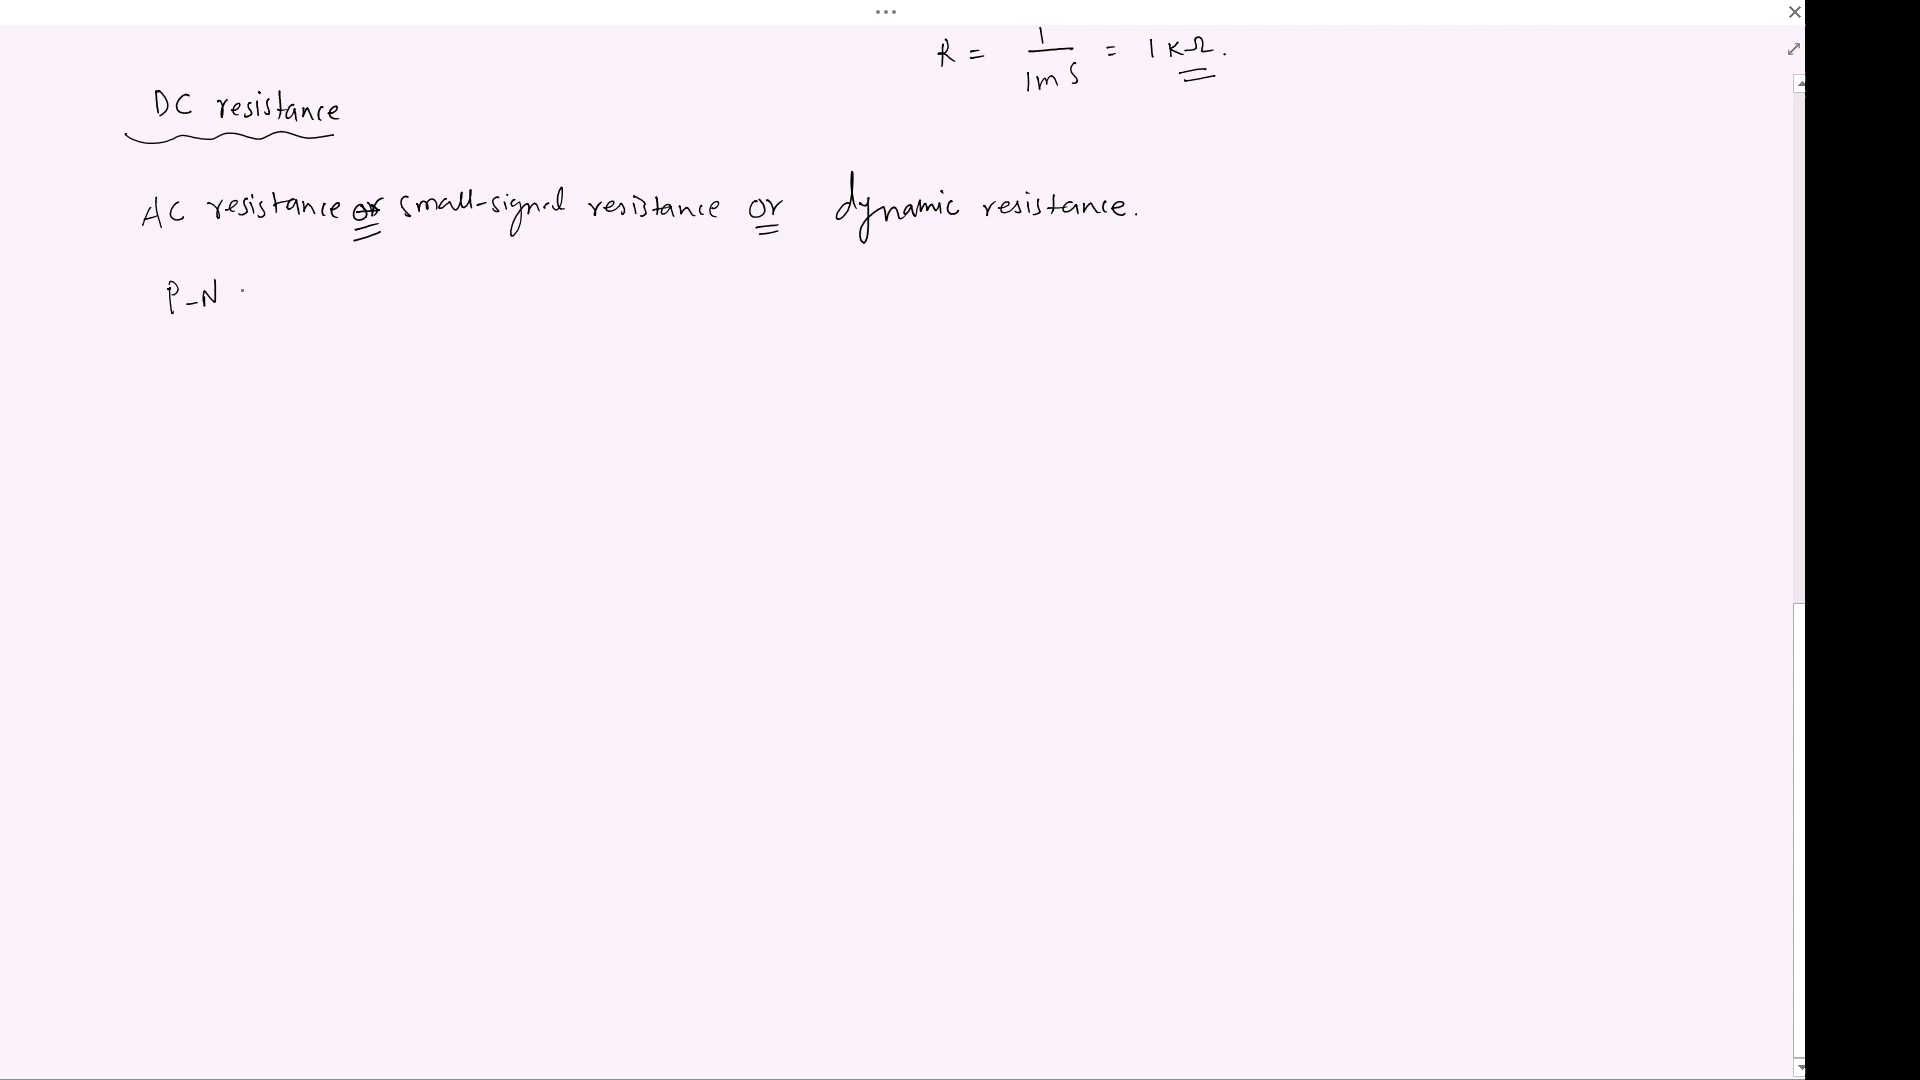 R = 1/1mS = 1 KΩ.
DC resistance
AC resistance or small-signal resistance or dynamic resistance.
P-N